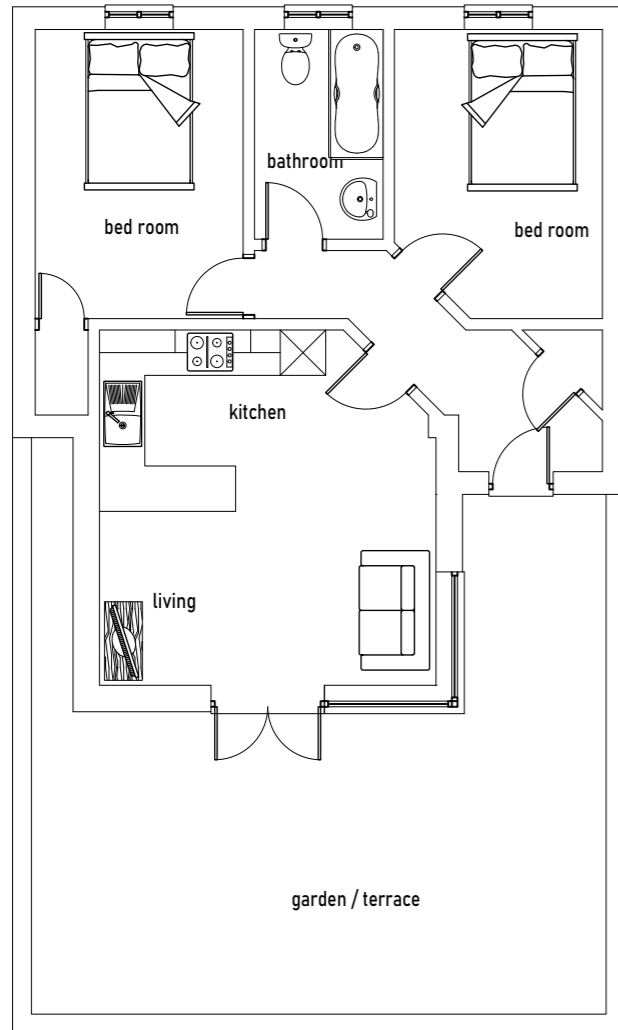 bathroom
bed room
bed room
kitchen
living
garden / terrace